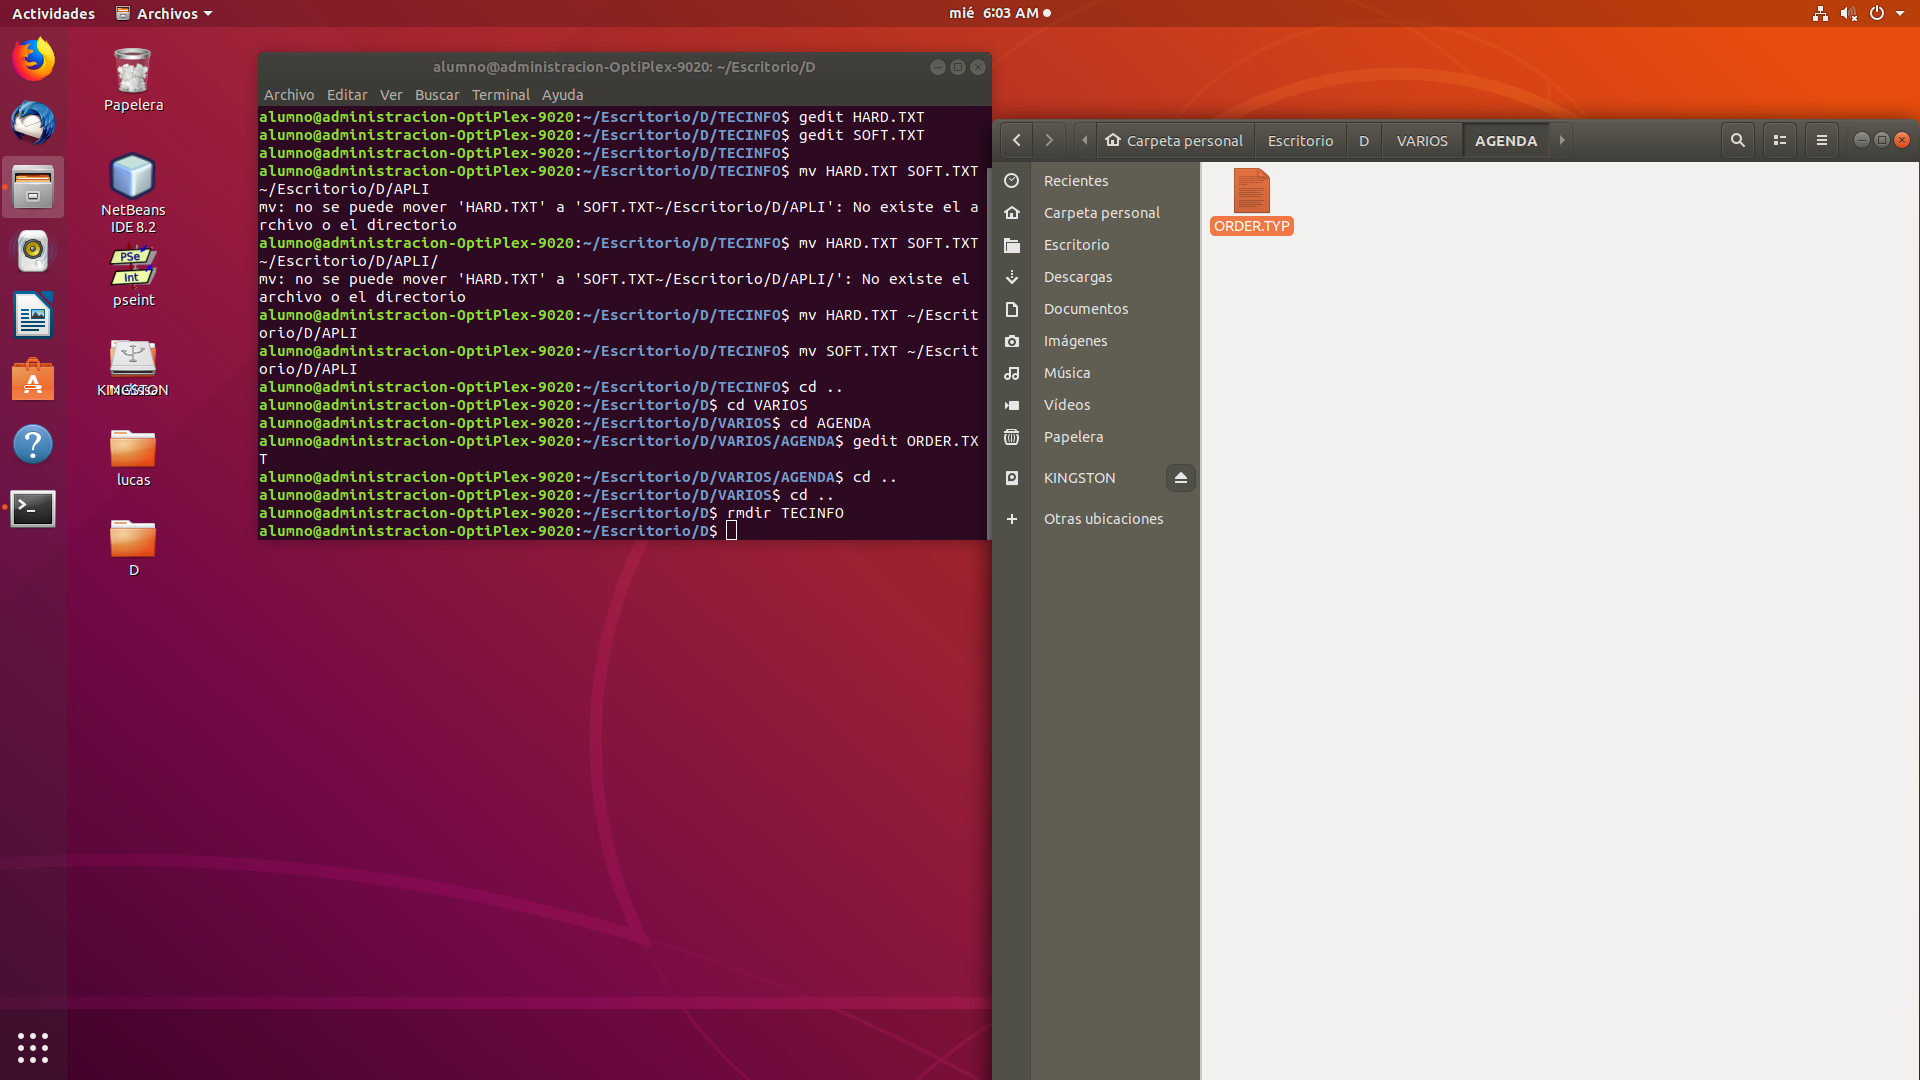 Actividades
Archivos
mié 6:03 AM
Papelera
NetBeans
IDE 8.2
PSe
Int
pseint
KINGSTON
lucas
D
alumno@administracion-OptiPlex-9020: ~/Escritorio/D
Archivo Editar Ver Buscar Terminal Ayuda
alumno@administracion-OptiPlex-9020:~/Escritorio/D/TECINFO$ gedit HARD.TXT
alumno@administracion-OptiPlex-9020:~/Escritorio/D/TECINFO$ gedit SOFT.TXT
alumno@administracion-OptiPlex-9020:~/Escritorio/D/TECINFO$
alumno@administracion-OptiPlex-9020:~/Escritorio/D/TECINFO$ mv HARD.TXT SOFT.TXT
~/Escritorio/D/APLI
mv: no se puede mover 'HARD.TXT' a 'SOFT.TXT~/Escritorio/D/APLI': No existe el a
rchivo o el directorio
alumno@administracion-OptiPlex-9020:~/Escritorio/D/TECINFO$ mv HARD.TXT SOFT.TXT
~/Escritorio/D/APLI/
mv: no se puede mover 'HARD.TXT' a 'SOFT.TXT~/Escritorio/D/APLI/': No existe el
archivo o el directorio
alumno@administracion-OptiPlex-9020:~/Escritorio/D/TECINFO$ mv HARD.TXT ~/Escrit
orio/D/APLI
alumno@administracion-OptiPlex-9020:~/Escritorio/D/TECINFO$ mv SOFT.TXT ~/Escrit
orio/D/APLI
alumno@administracion-OptiPlex-9020:~/Escritorio/D/TECINFO$ cd ..
alumno@administracion-OptiPlex-9020:~/Escritorio/D$ cd VARIOS
alumno@administracion-OptiPlex-9020:~/Escritorio/D/VARIOS$ cd AGENDA
alumno@administracion-OptiPlex-9020:~/Escritorio/D/VARIOS/AGENDA$ gedit ORDER.TX
T
alumno@administracion-OptiPlex-9020:~/Escritorio/D/VARIOS/AGENDA$ cd ..
alumno@administracion-OptiPlex-9020:~/Escritorio/D/VARIOS$ cd ..
alumno@administracion-OptiPlex-9020:~/Escritorio/D$ rmdir TECINFO
alumno@administracion-OptiPlex-9020:~/Escritorio/D$
Carpeta personal Escritorio D VARIOS AGENDA
Recientes
Carpeta personal
Escritorio
Descargas
Documentos
Imágenes
Música
Vídeos
Papelera
KINGSTON
Otras ubicaciones
ORDER.TYP